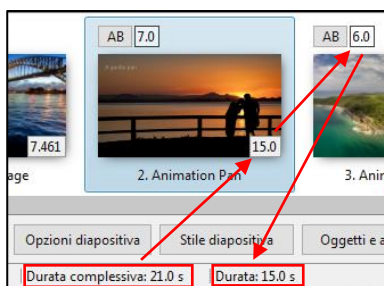 AB 7.0 AB 6.0
7.461 15.0
age 2. Animation Pan 3. Anir
Opzioni diapositiva Stile diapositiva Oggetti e a
Durata complessiva: 21.0 s Durata: 15.0 s